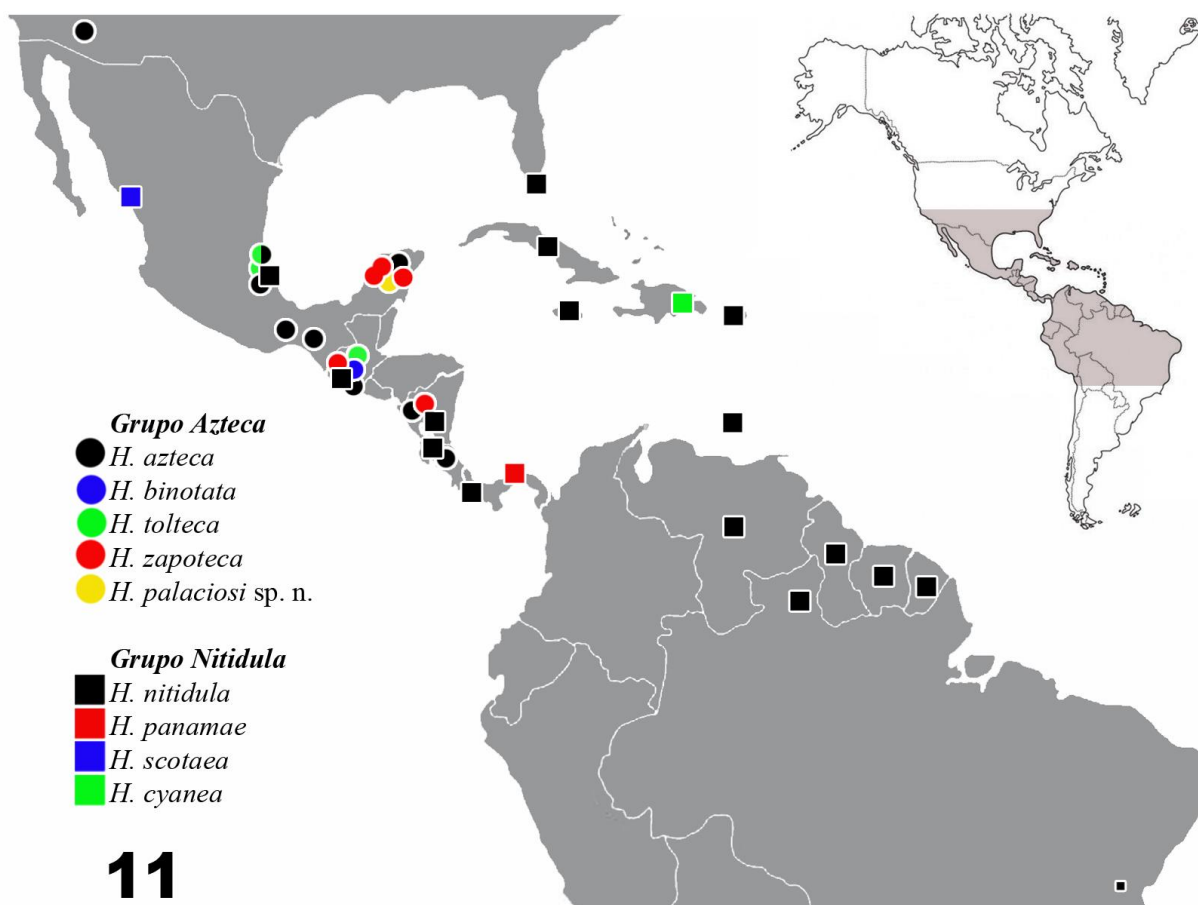 Grupo Azteca
H. azteca
H. binotata
H. tolteca
H. zapoteca
H. palaciosi sp. n.
Grupo Nitidula
H. nitidula
H. panamae
H. scotaea
H. cyanea
11